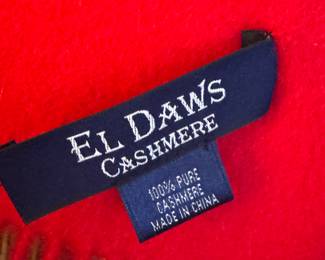 EL DAWS
CASHMERE
100% PURE
CASHMERE
MADE IN CHINA